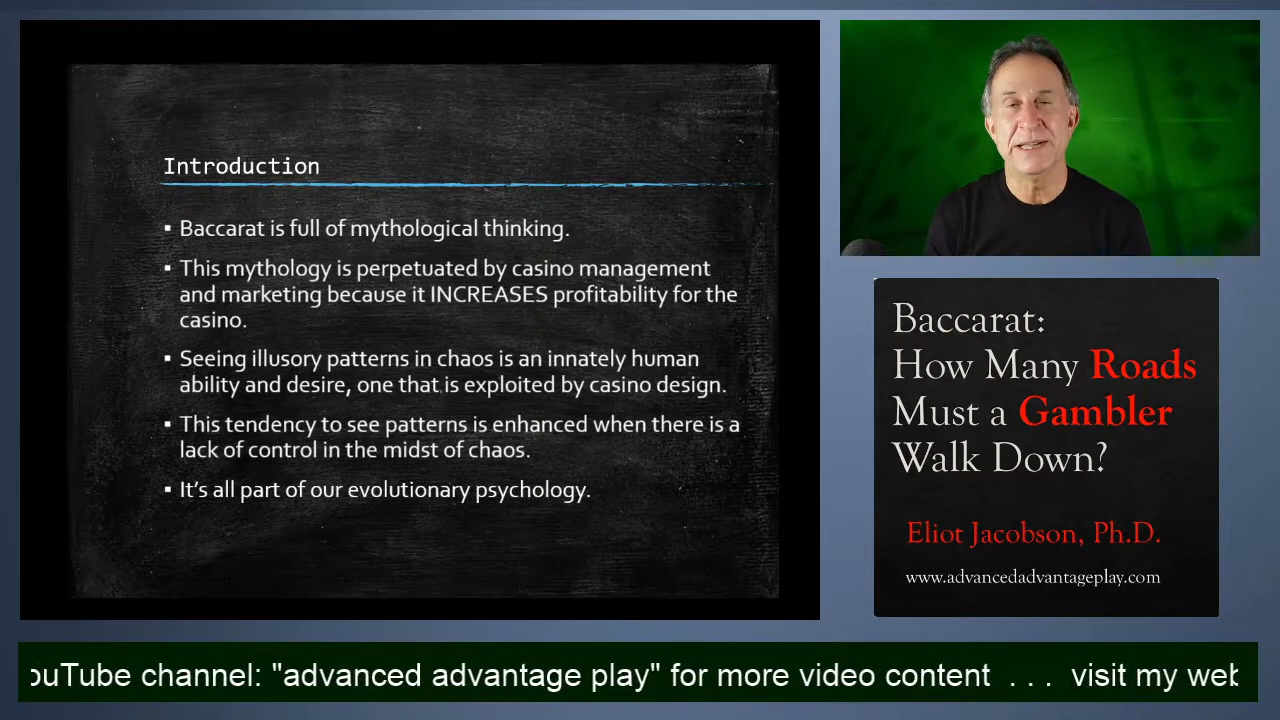 Introduction
▪ Baccarat is full of mythological thinking.
▪ This mythology is perpetuated by casino management
and marketing because it INCREASES profitability for the
casino.
▪ Seeing illusory patterns in chaos is an innately human
ability and desire, one that is exploited by casino design.
▪ This tendency to see patterns is enhanced when there is a
lack of control in the midst of chaos.
▪ It's all part of our evolutionary psychology.
Baccarat:
How Many Roads
Must a Gambler
Walk Down?
Eliot Jacobson, Ph.D.
www.advancedadvantageplay.com
ouTube channel: "advanced advantage play" for more video content . . . visit my web